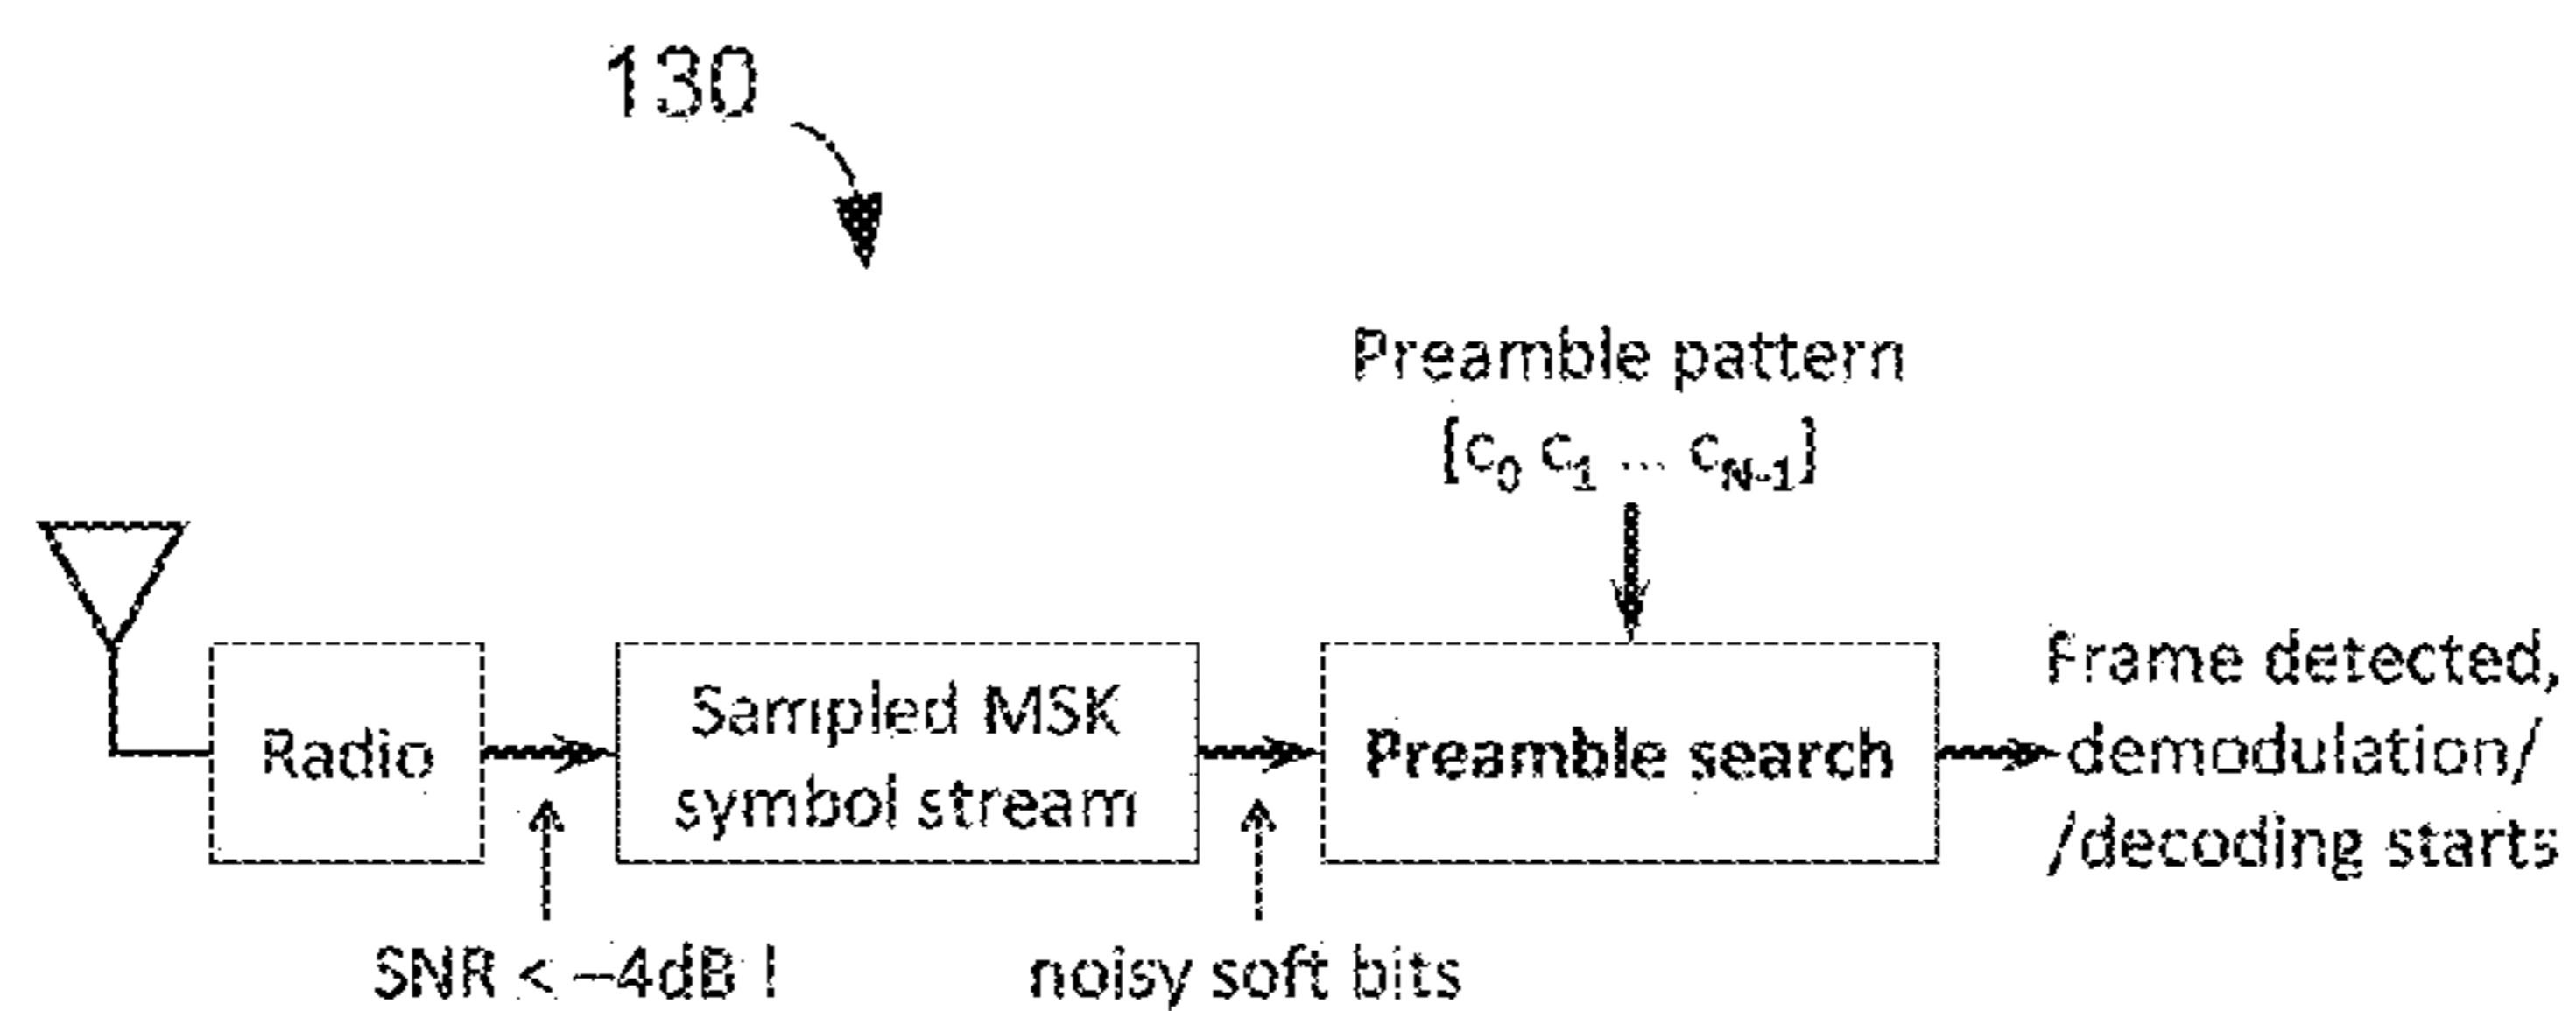 130
Preamble pattern
{c₀ c₁ ... c_N-1}
Radio
Sampled MSK
symbol stream
Preamble search
Frame detected,
demodulation/
/decoding starts
SNR < –4dB !
noisy soft bits